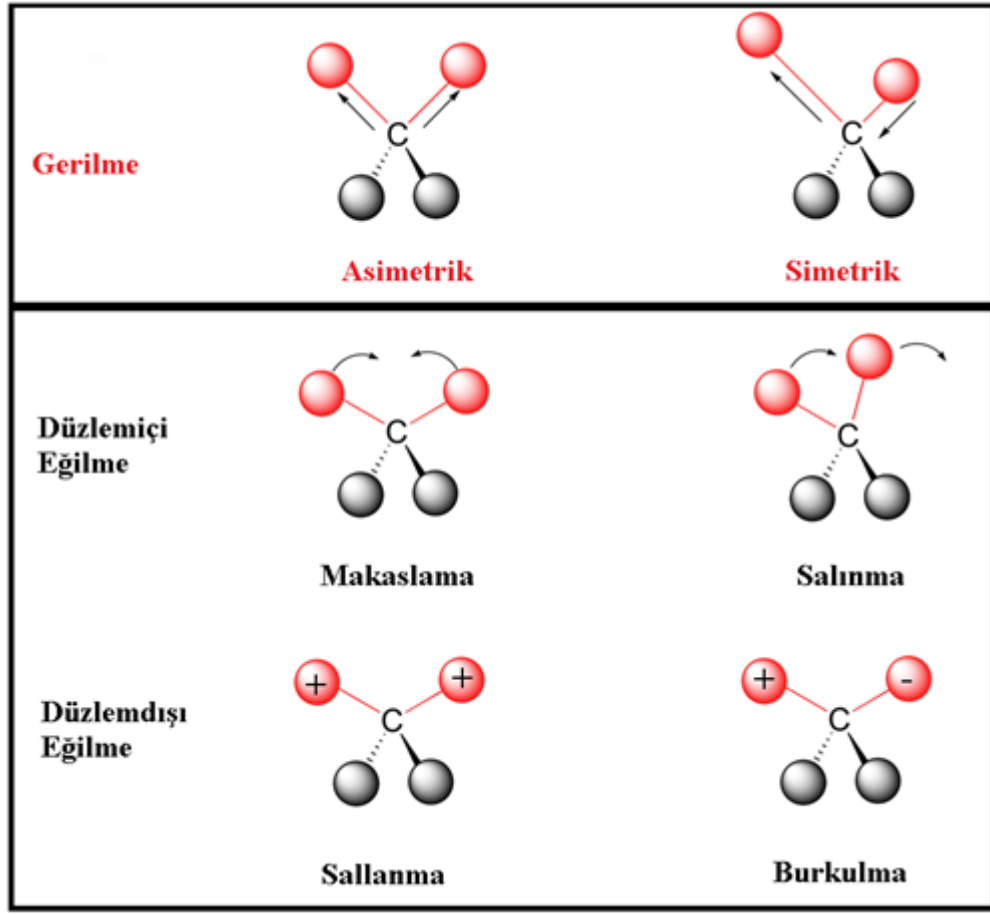 C
C
Gerilme
Asimetrik
Simetrik
Düzlemiçi
Eğilme
C
C
Makaslama
Salınma
+
+
+
-
Düzlemdışı
Eğilme
C
C
Sallanma
Burkulma